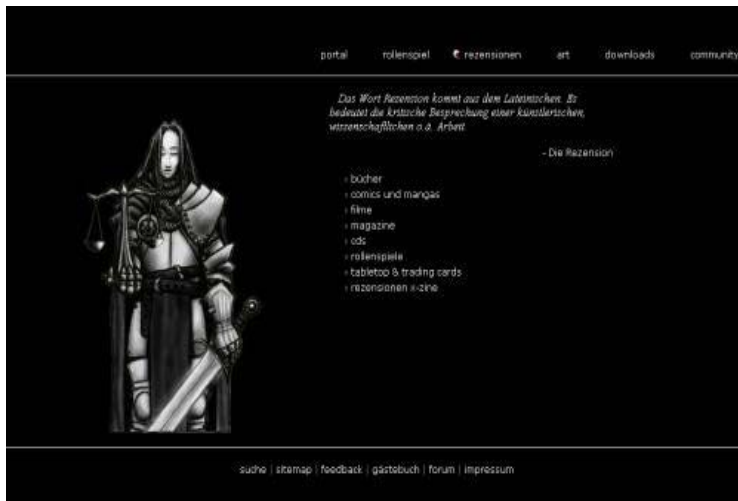 portal rollenspiel rezensionen art downloads community
Das Wort Rezension kommt aus dem Lateinischen. Es
bedeutet die kritische Besprechung einer künstlerischen,
wissenschaftlichen o.ä. Arbeit
- Die Rezension
› bücher
› comics und mangas
› filme
› magazine
› cds
› rollenspiele
› tabletop & trading cards
› rezensionen x-zine
suche | sitemap | feedback | gästebuch | forum | impressum